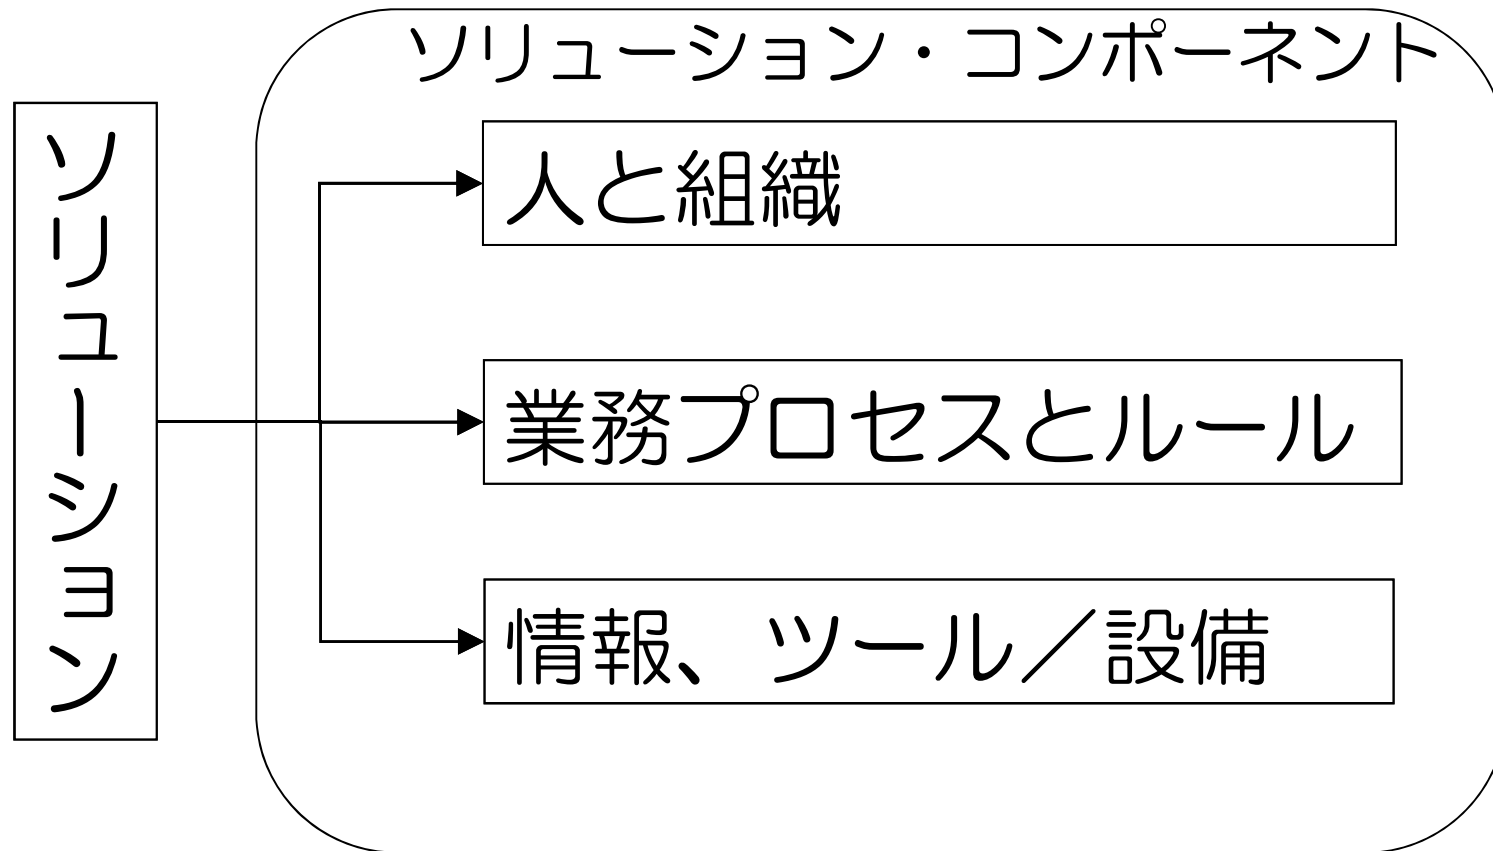 ソリューション・コンポーネント
ソリューション
人と組織
業務プロセスとルール
情報、ツール／設備